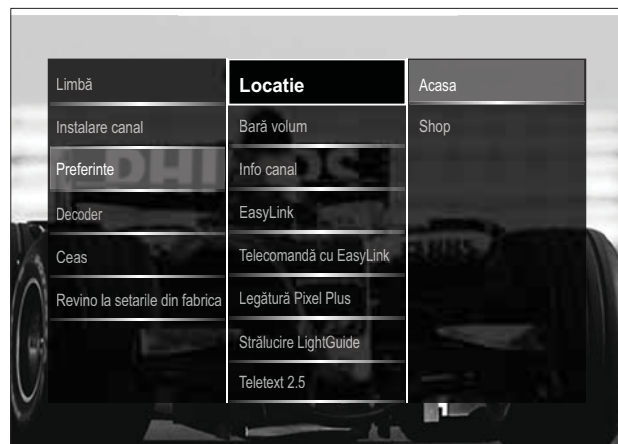 Limbă
Instalare canal
Preferinte
Decoder
Ceas
Revino la setarile din fabrica
Locatie
Bară volum
Info canal
EasyLink
Telecomandă cu EasyLink
Legătură Pixel Plus
Strălucire LightGuide
Teletext 2.5
Acasa
Shop
PHILIPS